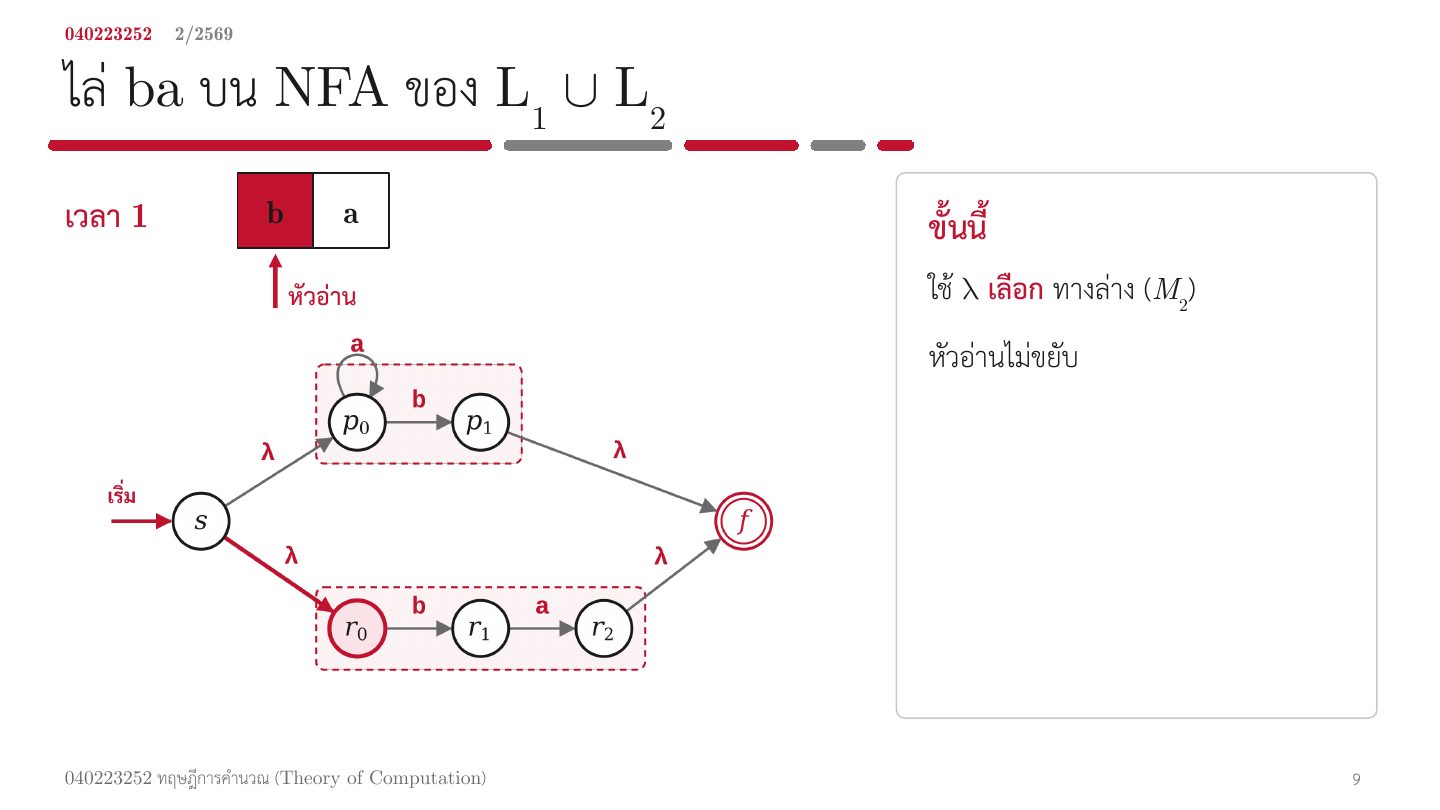 040223252 2/2569
ไล่ ba บน NFA ของ L1 ∪ L2
เวลา 1
b a
หัวอ่าน
ขั้นนี้
ใช้ λ เลือก ทางล่าง (M2)
หัวอ่านไม่ขยับ
a
b
p0 p1
λ λ
เริ่ม
s f
λ λ
b a
r0 r1 r2
040223252 ทฤษฎีการคำนวณ (Theory of Computation) 9